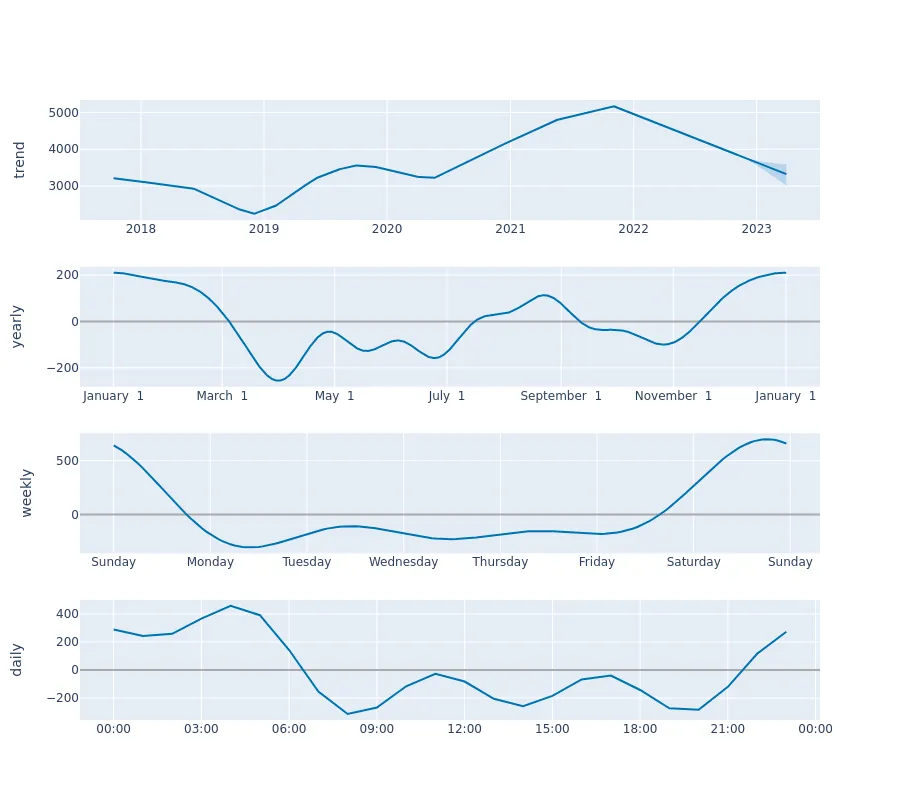 trend
5000
4000
3000
2018 2019 2020 2021 2022 2023
yearly
200
0
−200
January 1 March 1 May 1 July 1 September 1 November 1 January 1
weekly
500
0
Sunday Monday Tuesday Wednesday Thursday Friday Saturday Sunday
daily
400
200
0
−200
00:00 03:00 06:00 09:00 12:00 15:00 18:00 21:00 00:00